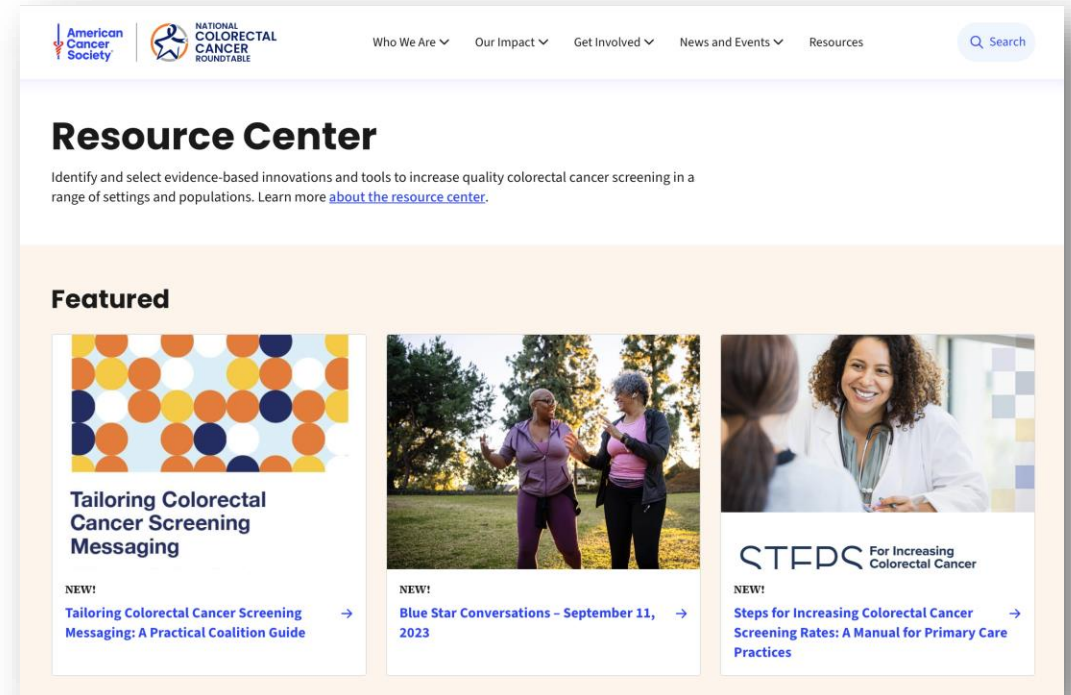 American
Cancer
Society
NATIONAL
COLORECTAL
CANCER
ROUNDTABLE
Who We Are
Our Impact
Get Involved
News and Events
Resources
Search
Resource Center
Identify and select evidence-based innovations and tools to increase quality colorectal cancer screening in a
range of settings and populations. Learn more about the resource center.
Featured
Tailoring Colorectal
Cancer Screening
Messaging
NEW!
Tailoring Colorectal Cancer Screening
Messaging: A Practical Coalition Guide
NEW!
Blue Star Conversations – September 11,
2023
STEPS For Increasing
Colorectal Cancer
NEW!
Steps for Increasing Colorectal Cancer
Screening Rates: A Manual for Primary Care
Practices